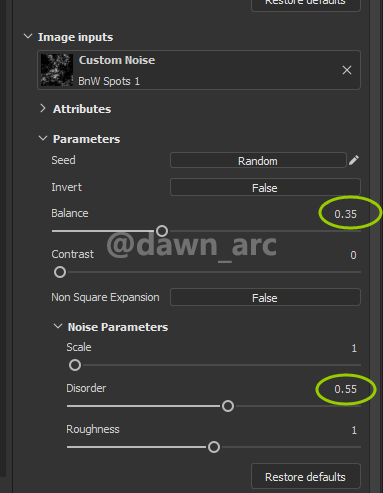 Restore defaults
Image inputs
Custom Noise
BnW Spots 1
Attributes
Parameters
Seed Random
Invert False
Balance 0.35
@dawn_arc
Contrast 0
Non Square Expansion False
Noise Parameters
Scale 1
Disorder 0.55
Roughness 1
Restore defaults